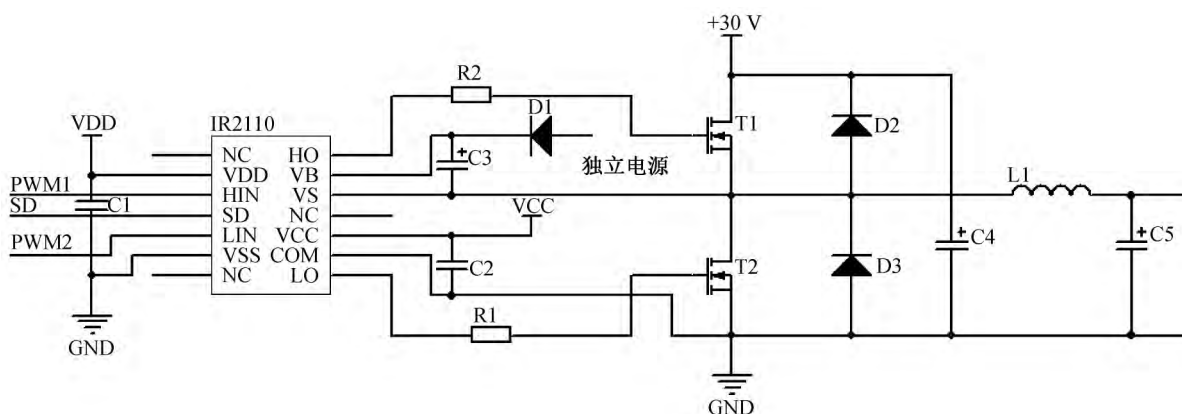 +30 V
R2
D1
IR2110
VDD
T1
D2
NC HO
C3
VDD VB
独立电源
L1
PWM1
HIN VS
SD
C1
SD NC
VCC
PWM2
LIN VCC
C4
C5
VSS COM
C2
T2
D3
NC LO
R1
GND
GND